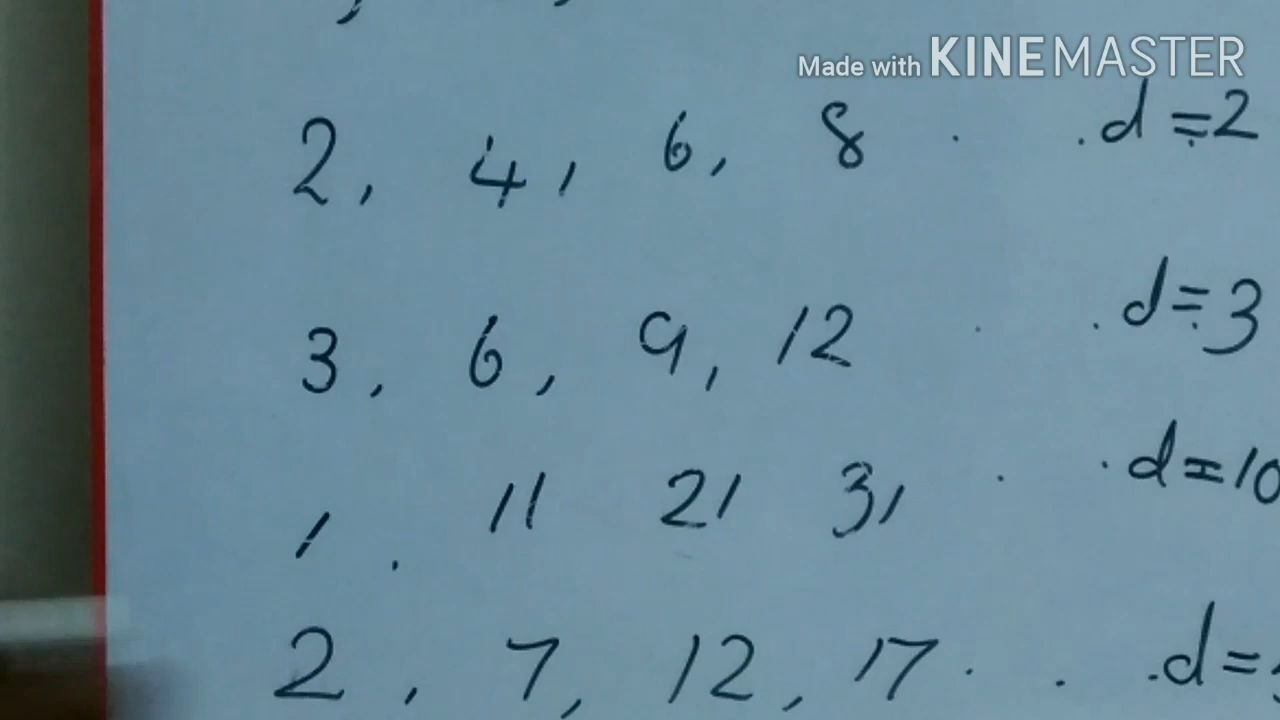 Made with KINEMASTER
2, 4, 6, 8 . . d = 2
3, 6, 9, 12 . . d = 3
1 . 11 21 31 . . d = 10
2, 7, 12, 17 . . . d =